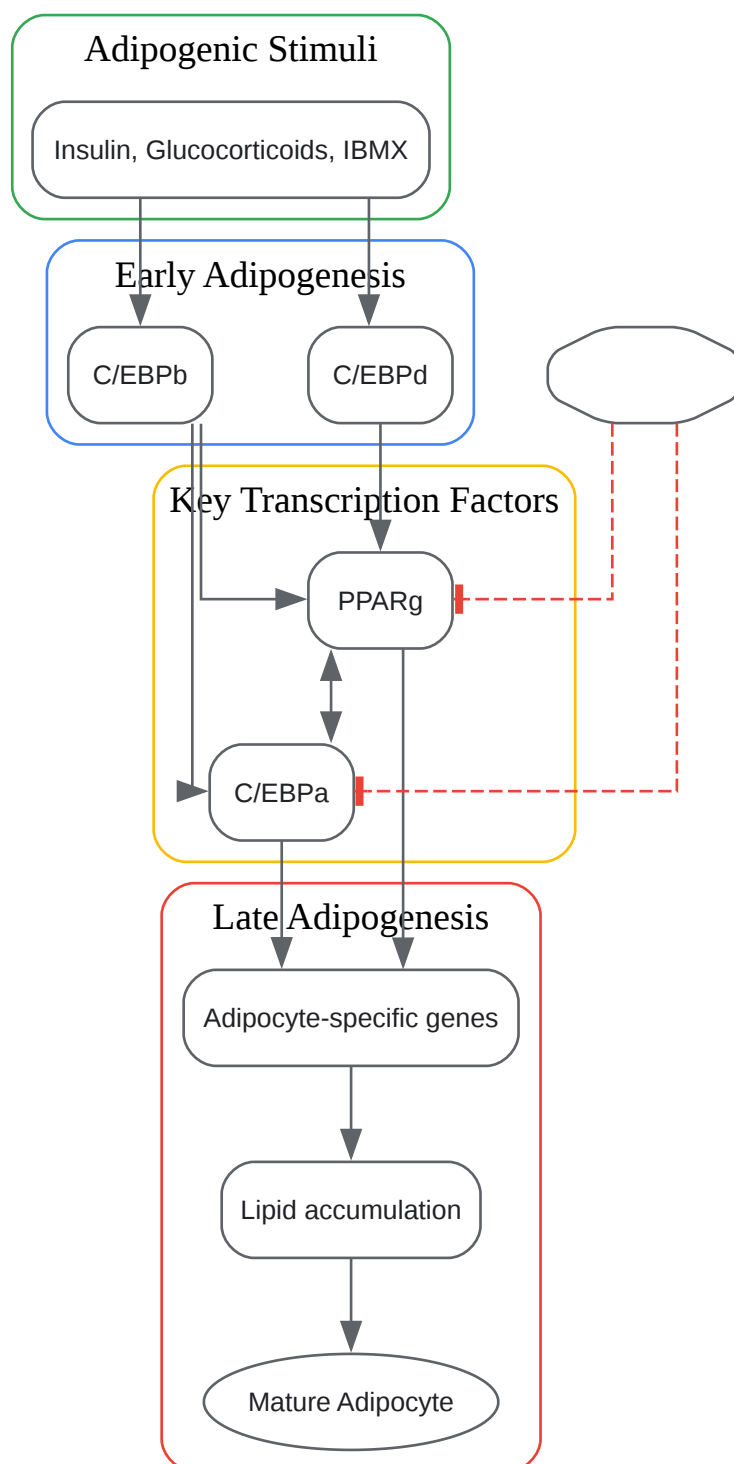 Adipogenic Stimuli
Insulin, Glucocorticoids, IBMX
Early Adipogenesis
C/EBPb
C/EBPd
Key Transcription Factors
PPARg
C/EBPa
Late Adipogenesis
Adipocyte-specific genes
Lipid accumulation
Mature Adipocyte